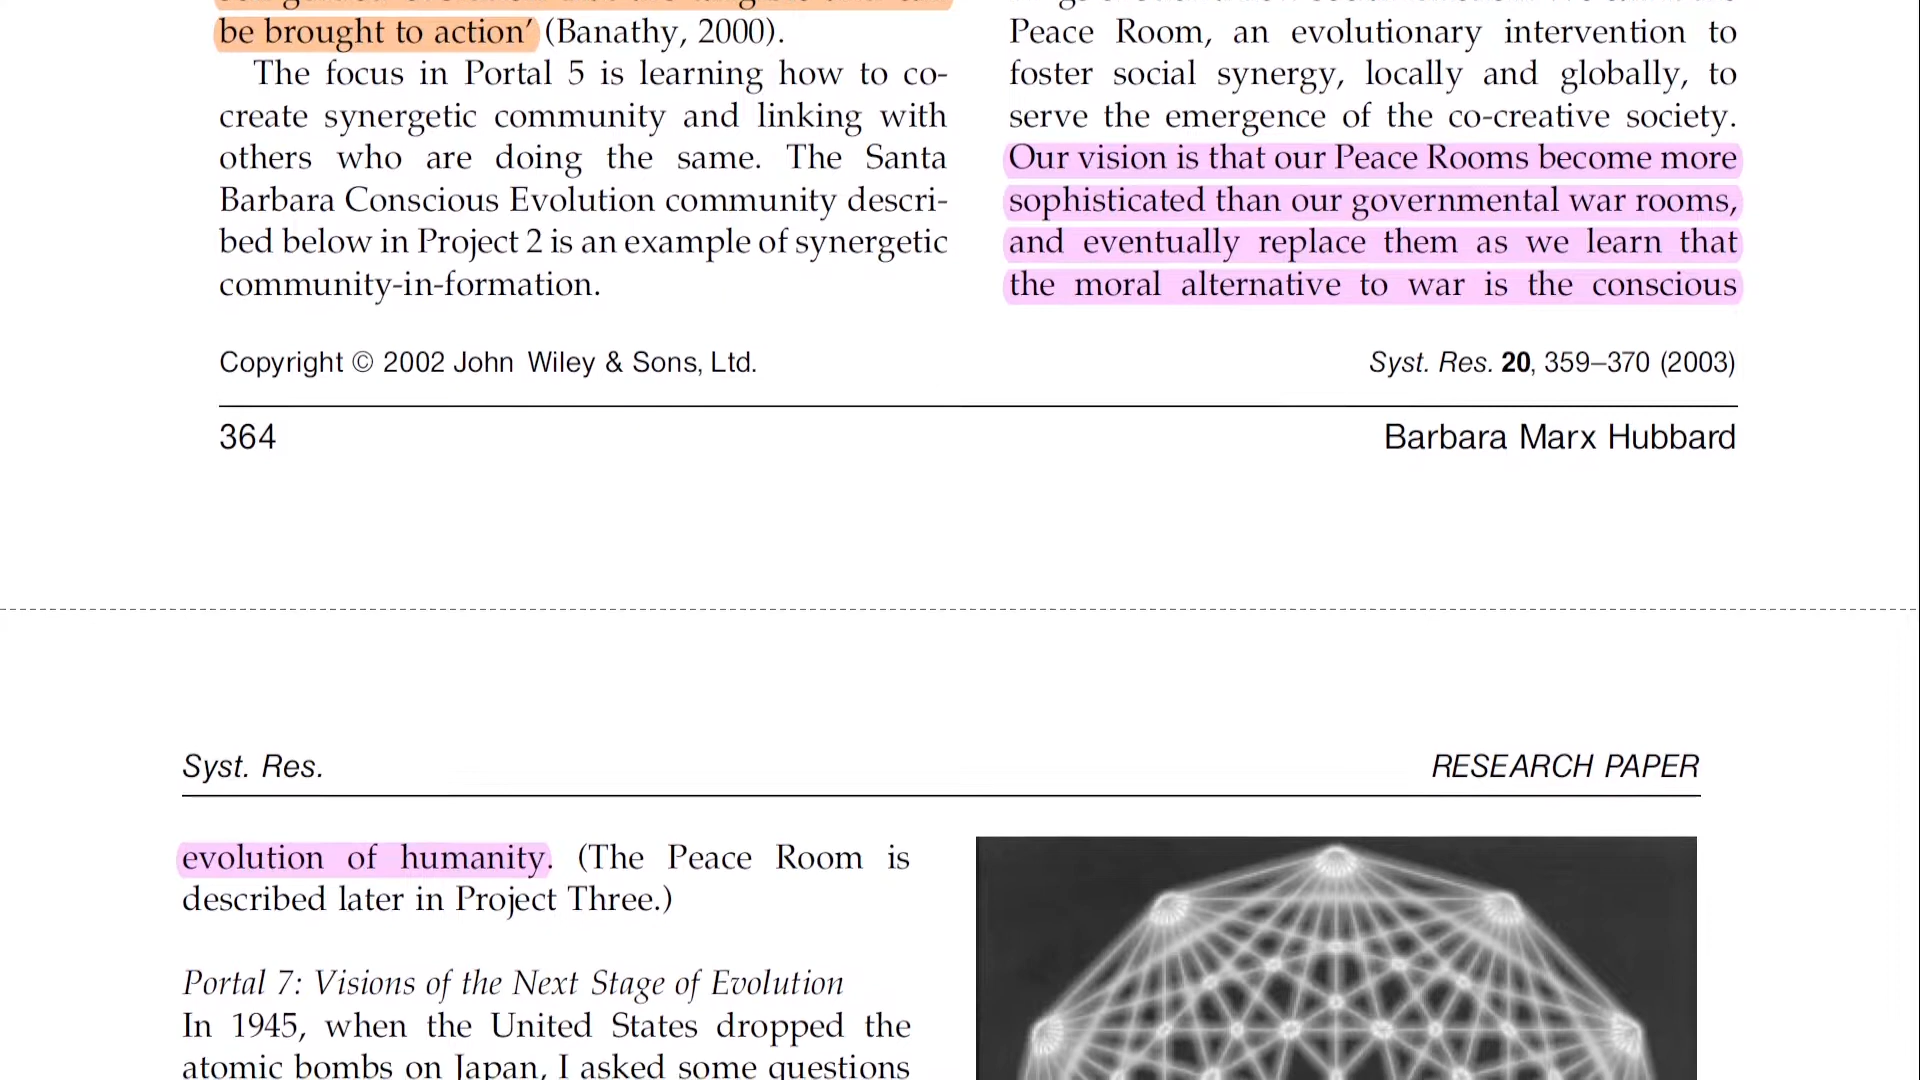 be brought to action’ (Banathy, 2000).
The focus in Portal 5 is learning how to co-
create synergetic community and linking with
others who are doing the same. The Santa
Barbara Conscious Evolution community descri-
bed below in Project 2 is an example of synergetic
community-in-formation.
Peace Room, an evolutionary intervention to
foster social synergy, locally and globally, to
serve the emergence of the co-creative society.
Our vision is that our Peace Rooms become more
sophisticated than our governmental war rooms,
and eventually replace them as we learn that
the moral alternative to war is the conscious
Copyright © 2002 John Wiley & Sons, Ltd.
Syst. Res. 20, 359–370 (2003)
364
Barbara Marx Hubbard
Syst. Res.
RESEARCH PAPER
evolution of humanity. (The Peace Room is
described later in Project Three.)
Portal 7: Visions of the Next Stage of Evolution
In 1945, when the United States dropped the
atomic bombs on Japan, I asked some questions